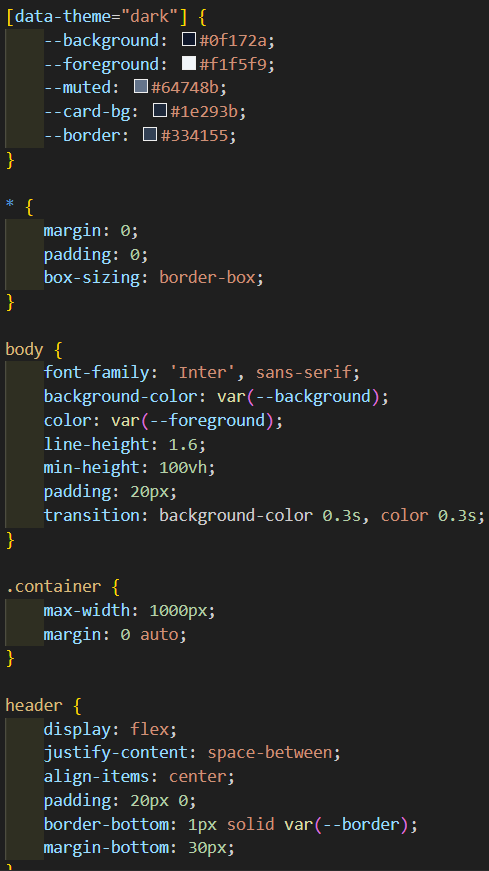 [data-theme="dark"] {
    --background: #0f172a;
    --foreground: #f1f5f9;
    --muted: #64748b;
    --card-bg: #1e293b;
    --border: #334155;
}

* {
    margin: 0;
    padding: 0;
    box-sizing: border-box;
}

body {
    font-family: 'Inter', sans-serif;
    background-color: var(--background);
    color: var(--foreground);
    line-height: 1.6;
    min-height: 100vh;
    padding: 20px;
    transition: background-color 0.3s, color 0.3s;
}

.container {
    max-width: 1000px;
    margin: 0 auto;
}

header {
    display: flex;
    justify-content: space-between;
    align-items: center;
    padding: 20px 0;
    border-bottom: 1px solid var(--border);
    margin-bottom: 30px;
}